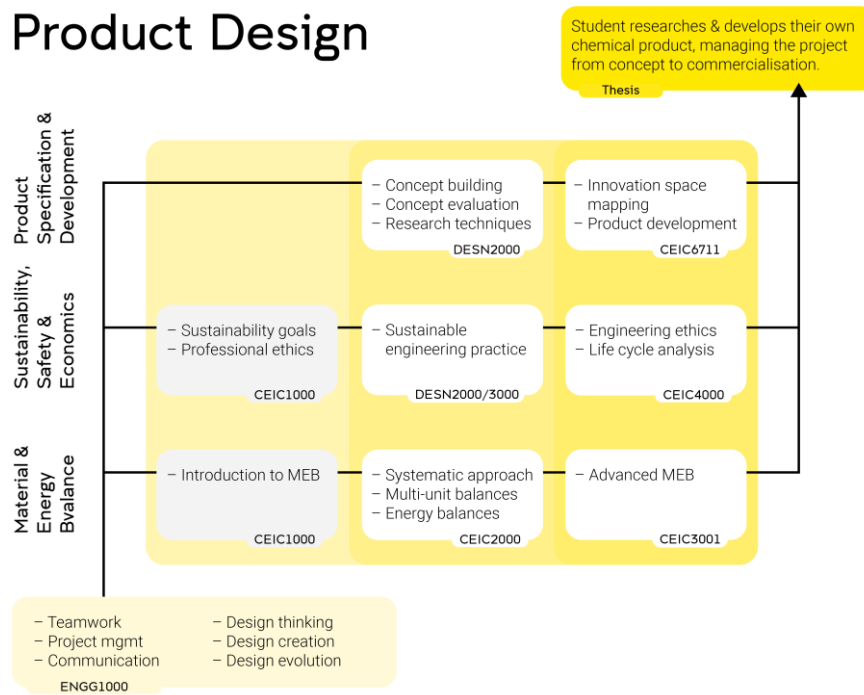 Product Design
Student researches & develops their own
chemical product, managing the project
from concept to commercialisation.
Thesis
Product
Specification &
Development
– Concept building
– Concept evaluation
– Research techniques
DESN2000
– Innovation space
mapping
– Product development
CEIC6711
Sustainability,
Safety &
Economics
– Sustainability goals
– Professional ethics
CEIC1000
– Sustainable
engineering practice
DESN2000/3000
– Engineering ethics
– Life cycle analysis
CEIC4000
Material &
Energy
Bvalance
– Introduction to MEB
CEIC1000
– Systematic approach
– Multi-unit balances
– Energy balances
CEIC2000
– Advanced MEB
CEIC3001
– Teamwork
– Project mgmt
– Communication
– Design thinking
– Design creation
– Design evolution
ENGG1000